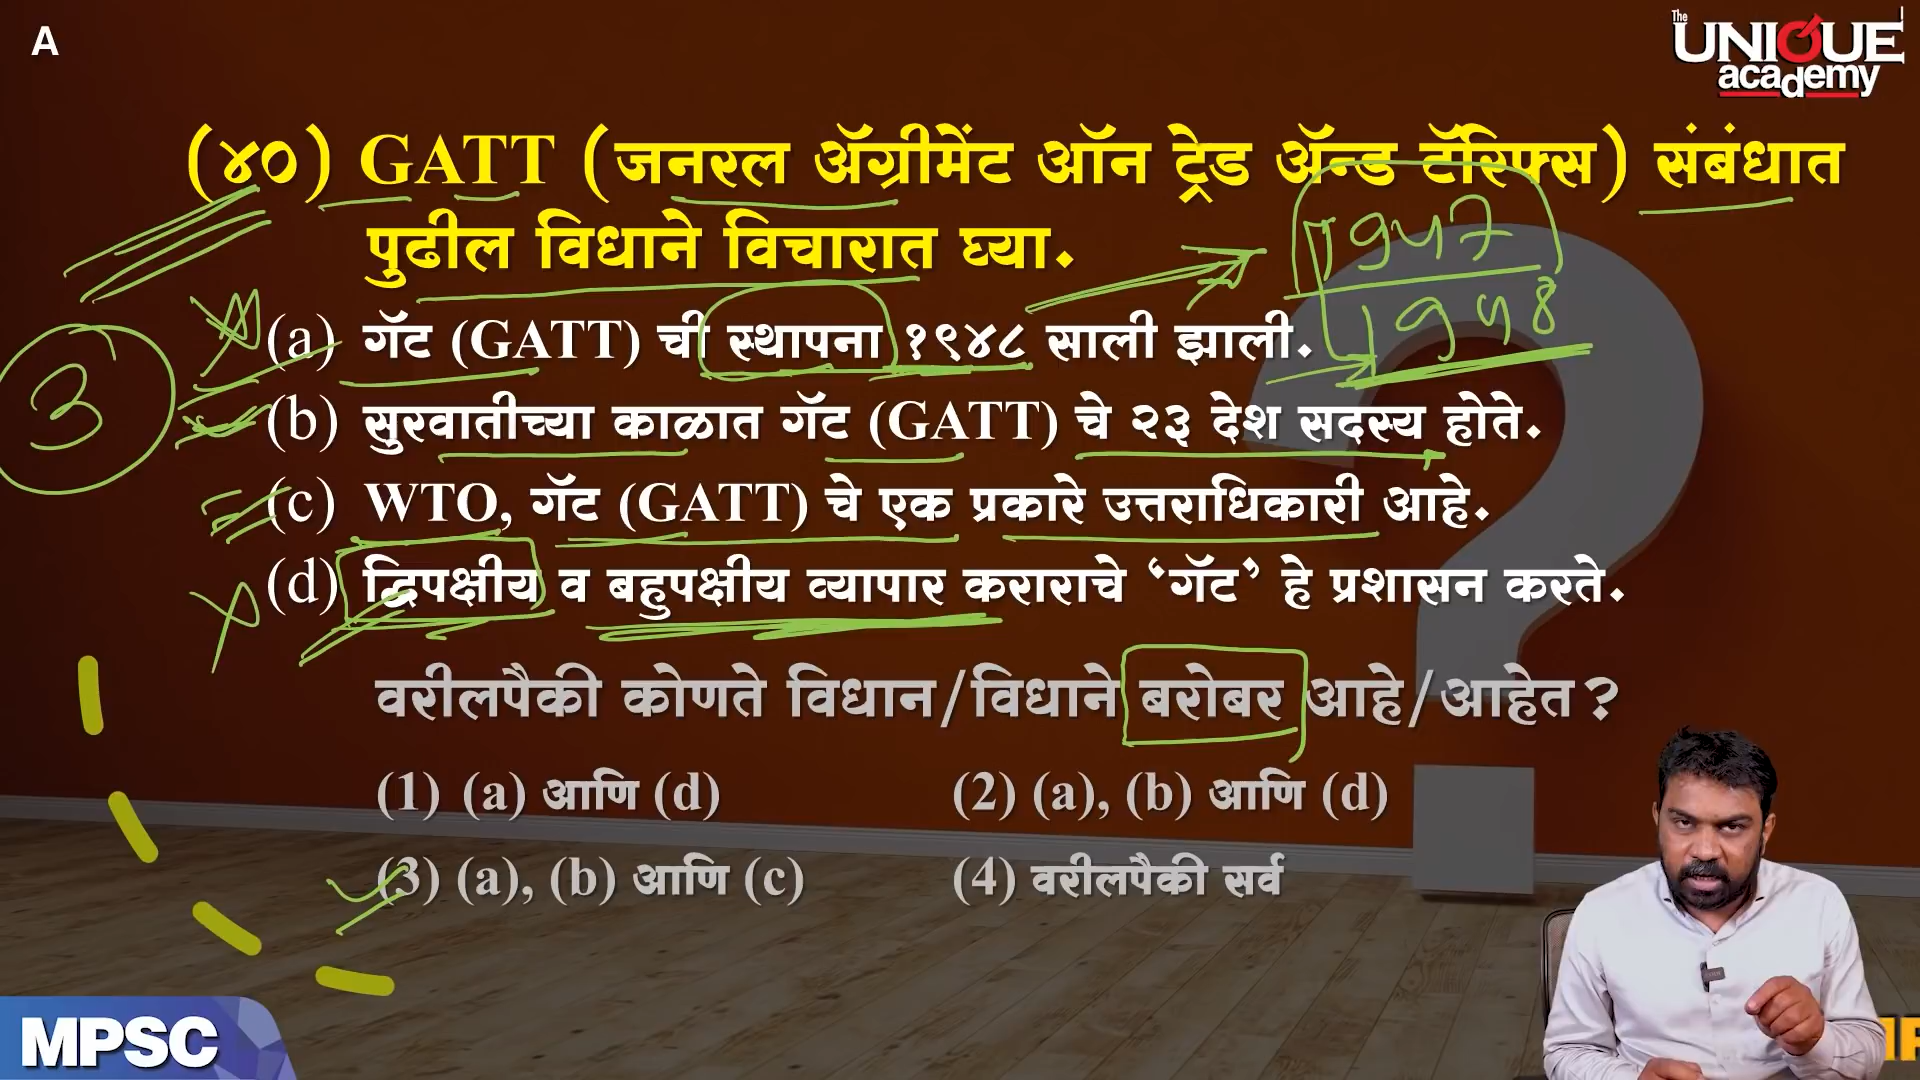 A
The
UNIQUE
academy
(४०) GATT (जनरल ॲग्रीमेंट ऑन ट्रेड ॲन्ड टॅरिफ्स) संबंधात
पुढील विधाने विचारात घ्या.
1947
1948
(a) गॅट (GATT) ची स्थापना १९४८ साली झाली.
3
(b) सुरवातीच्या काळात गॅट (GATT) चे २३ देश सदस्य होते.
(c) WTO, गॅट (GATT) चे एक प्रकारे उत्तराधिकारी आहे.
(d) द्विपक्षीय व बहुपक्षीय व्यापार कराराचे ‘गॅट’ हे प्रशासन करते.
वरीलपैकी कोणते विधान/विधाने बरोबर आहे/आहेत?
(1) (a) आणि (d)
(2) (a), (b) आणि (d)
(3) (a), (b) आणि (c)
(4) वरीलपैकी सर्व
MPSC